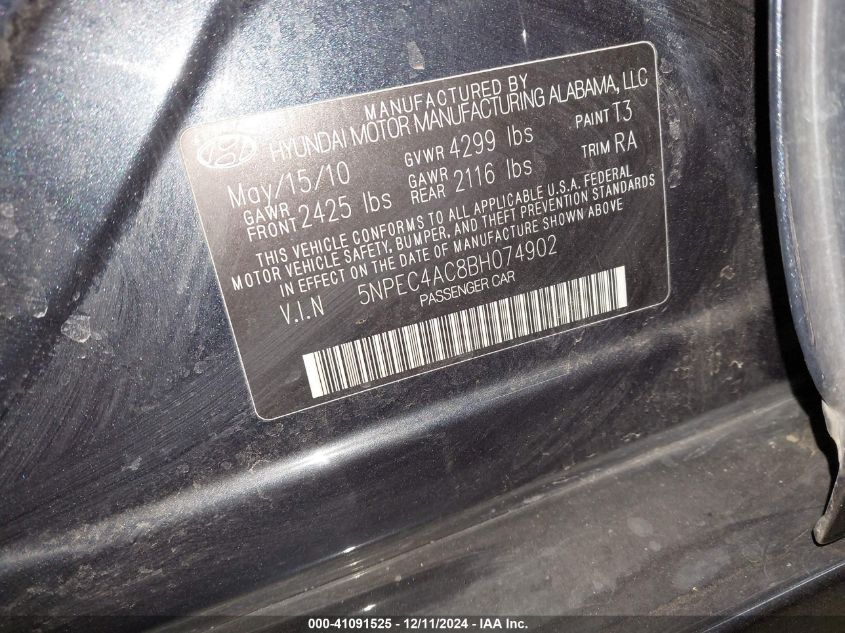 MANUFACTURED BY
HYUNDAI MOTOR MANUFACTURING ALABAMA, LLC
May/15/10 GVWR 4299 lbs PAINT T3
GAWR FRONT 2425 lbs GAWR REAR 2116 lbs TRIM RA
THIS VEHICLE CONFORMS TO ALL APPLICABLE U.S.A. FEDERAL
MOTOR VEHICLE SAFETY, BUMPER, AND THEFT PREVENTION STANDARDS
IN EFFECT ON THE DATE OF MANUFACTURE SHOWN ABOVE
V.I.N 5NPEC4AC8BH074902
PASSENGER CAR
000-41091525 - 12/11/2024 - IAAI.com